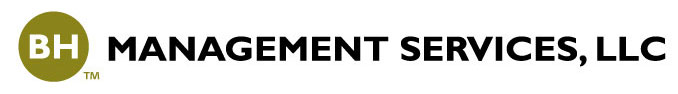 BH MANAGEMENT SERVICES, LLC
TM